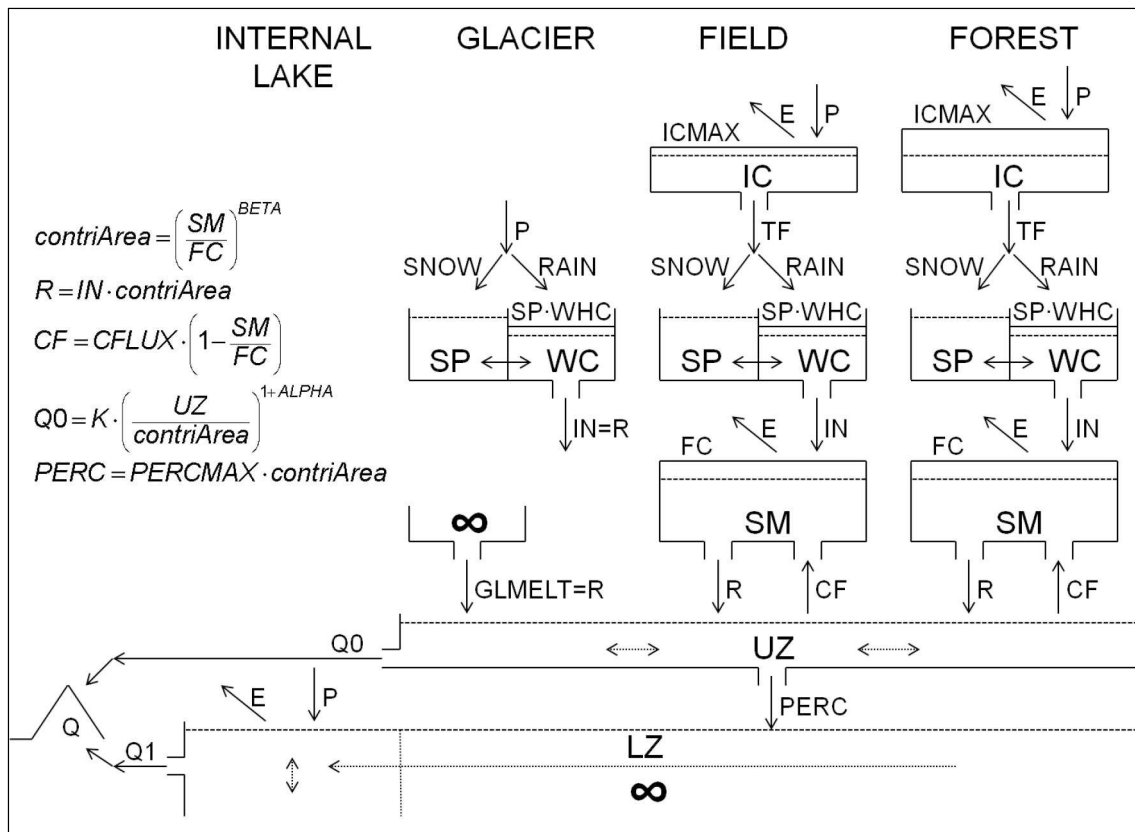 INTERNAL LAKE
GLACIER
FIELD
FOREST
E
P
ICMAX
IC
TF
E
P
ICMAX
IC
TF
contriArea = (SM/FC)^BETA
R = IN · contriArea
CF = CFLUX · (1 − SM/FC)
Q0 = K · (UZ/contriArea)^1+ALPHA
PERC = PERCMAX · contriArea
P
SNOW
RAIN
SP·WHC
SP
WC
IN=R
SNOW
RAIN
SP·WHC
SP
WC
IN
SNOW
RAIN
SP·WHC
SP
WC
IN
∞
GLMELT=R
FC
E
SM
R
CF
FC
E
SM
R
CF
Q0
UZ
E
P
PERC
Q
Q1
LZ
∞